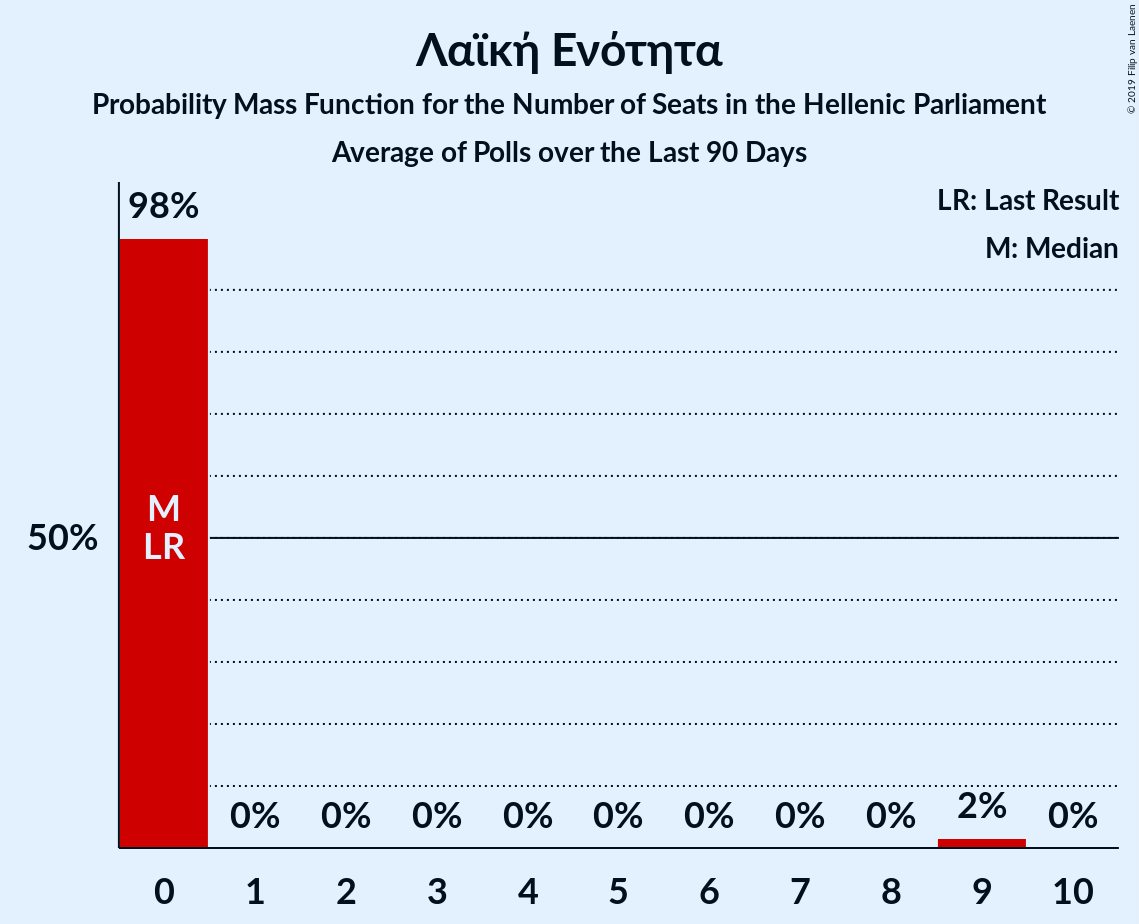 Λαϊκή Ενότητα
Probability Mass Function for the Number of Seats in the Hellenic Parliament
Average of Polls over the Last 90 Days
© 2019 Filip van Laenen
LR: Last Result
M: Median
98%
M
LR
50%
0% 0% 0% 0% 0% 0% 0% 0% 2% 0%
0 1 2 3 4 5 6 7 8 9 10